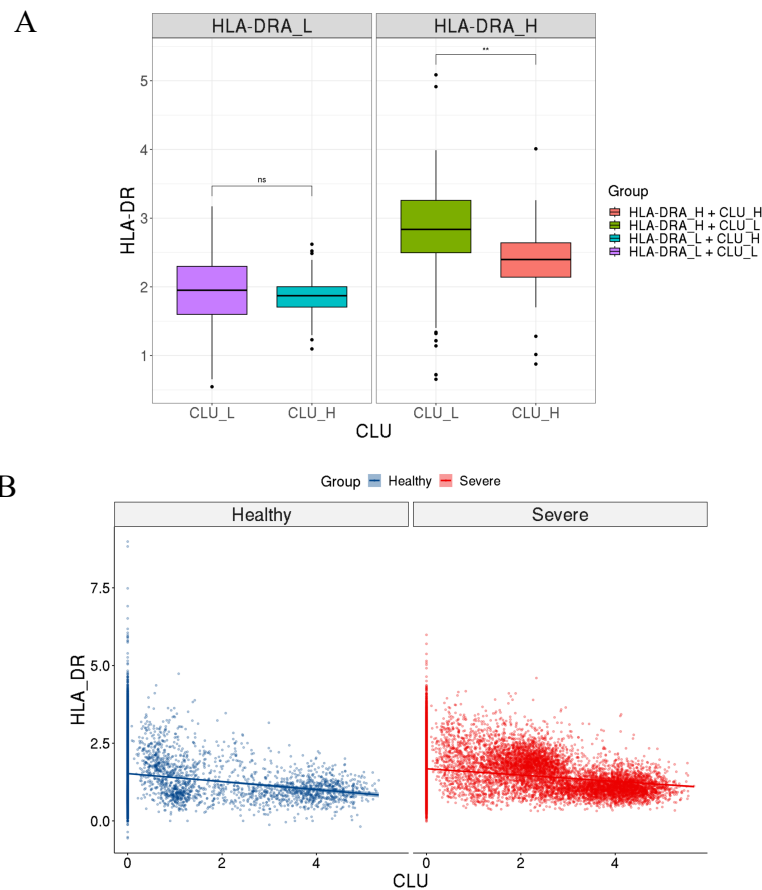 A
HLA-DRA_L
HLA-DRA_H
ns
**
5
4
3
2
1
HLA-DR
CLU_L
CLU_H
CLU_L
CLU_H
CLU
Group
HLA-DRA_H + CLU_H
HLA-DRA_H + CLU_L
HLA-DRA_L + CLU_H
HLA-DRA_L + CLU_L
B
Group Healthy Severe
Healthy
Severe
7.5
5.0
2.5
0.0
HLA_DR
0 2 4
0 2 4
CLU